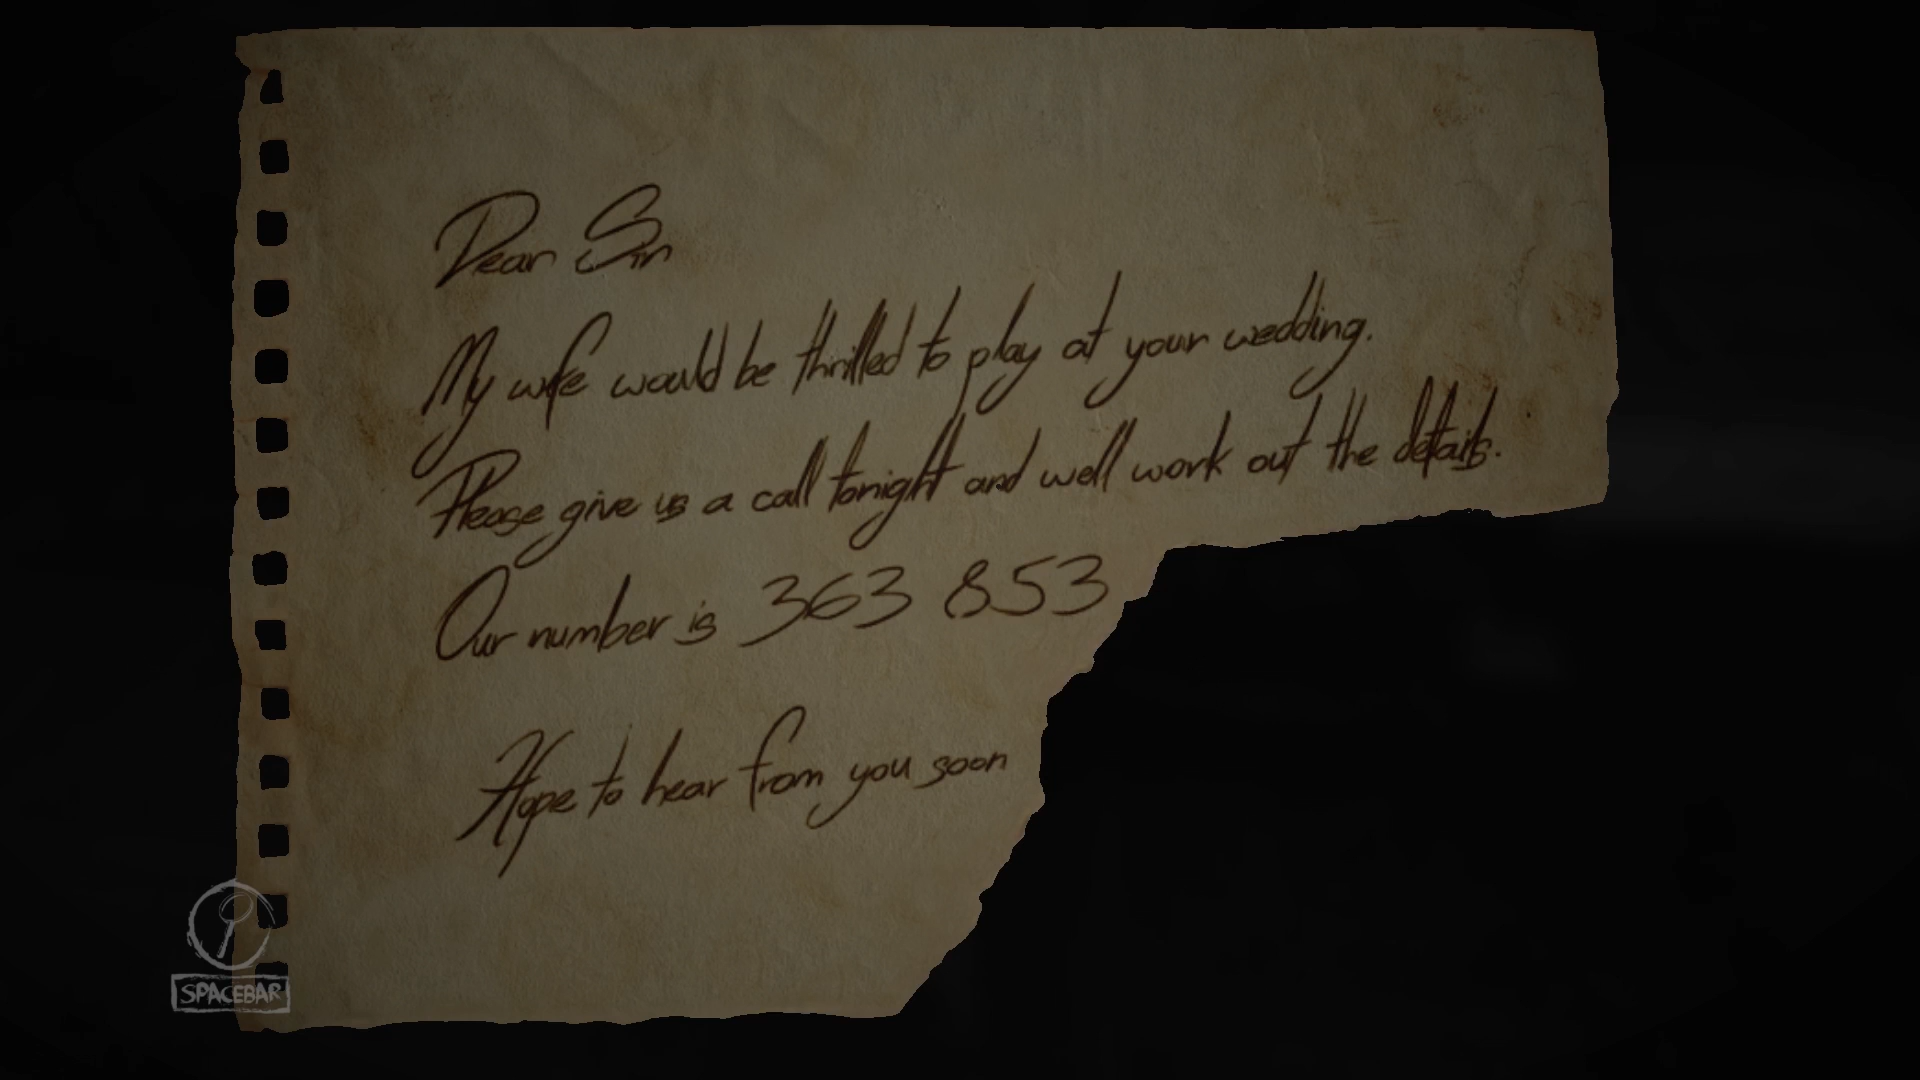 Dear Sir
My wife would be thrilled to play at your wedding.
Please give us a call tonight and well work out the details.
Our number is 363 853
Hope to hear from you soon
SPACEBAR